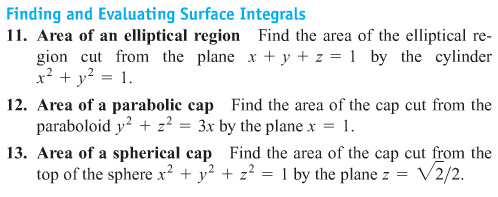 Finding and Evaluating Surface Integrals
11. Area of an elliptical region Find the area of the elliptical re-
gion cut from the plane x + y + z = 1 by the cylinder
x² + y² = 1.
12. Area of a parabolic cap Find the area of the cap cut from the
paraboloid y² + z² = 3x by the plane x = 1.
13. Area of a spherical cap Find the area of the cap cut from the
top of the sphere x² + y² + z² = 1 by the plane z = √2/2.